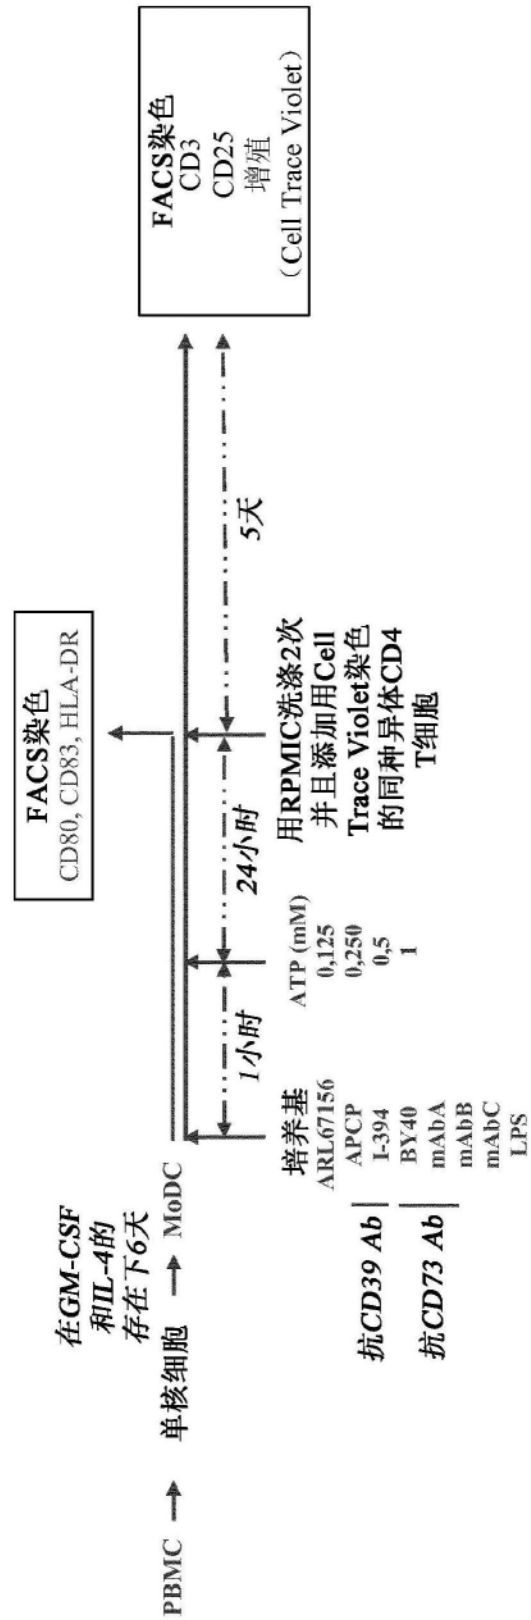 PBMC
单核细胞
MoDC
在GM-CSF
和IL-4的
存在下6天
FACS染色
CD80, CD83, HLA-DR
FACS染色
CD3
CD25
增殖
(Cell Trace Violet)
1小时
24小时
5天
培养基
ARL67156
APCP
I-394
BY40
mAbA
mAbB
mAbC
LPS
抗CD39 Ab
抗CD73 Ab
ATP (mM)
0,125
0,250
0,5
1
用RPMIC洗涤2次
并且添加用Cell
Trace Violet染色
的同种异体CD4
T细胞